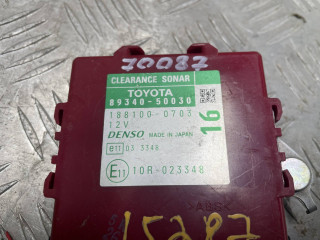 70087
CLEARANCE SONAR
TOYOTA
89340-50030
188100-0703
12V
DENSO MADE IN JAPAN
16
e11 03 3348
E11 10R-023348
15287